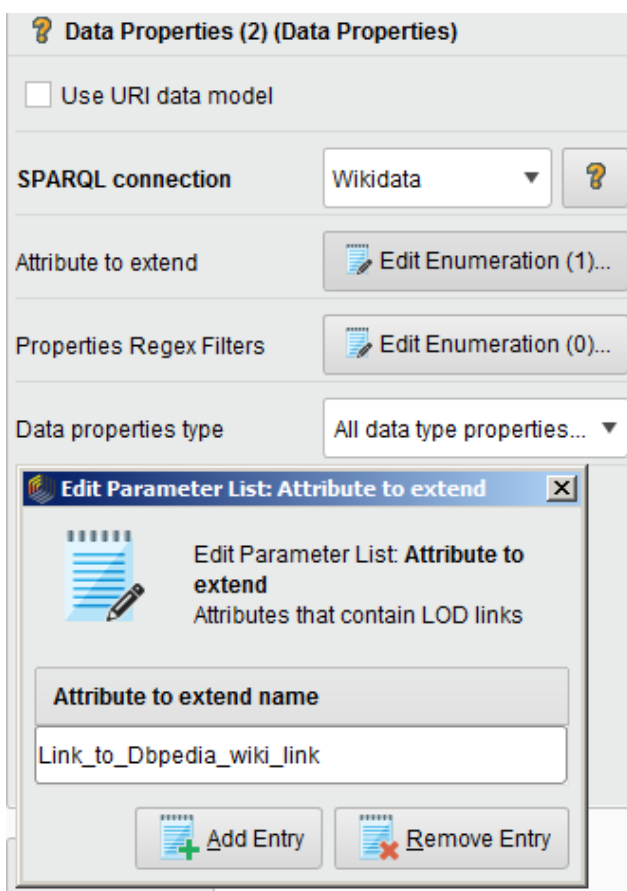 Data Properties (2) (Data Properties)
Use URI data model
SPARQL connection
Wikidata
Attribute to extend
Edit Enumeration (1)...
Properties Regex Filters
Edit Enumeration (0)...
Data properties type
All data type properties...
Edit Parameter List: Attribute to extend
Edit Parameter List: Attribute to
extend
Attributes that contain LOD links
Attribute to extend name
Link_to_Dbpedia_wiki_link
Add Entry
Remove Entry